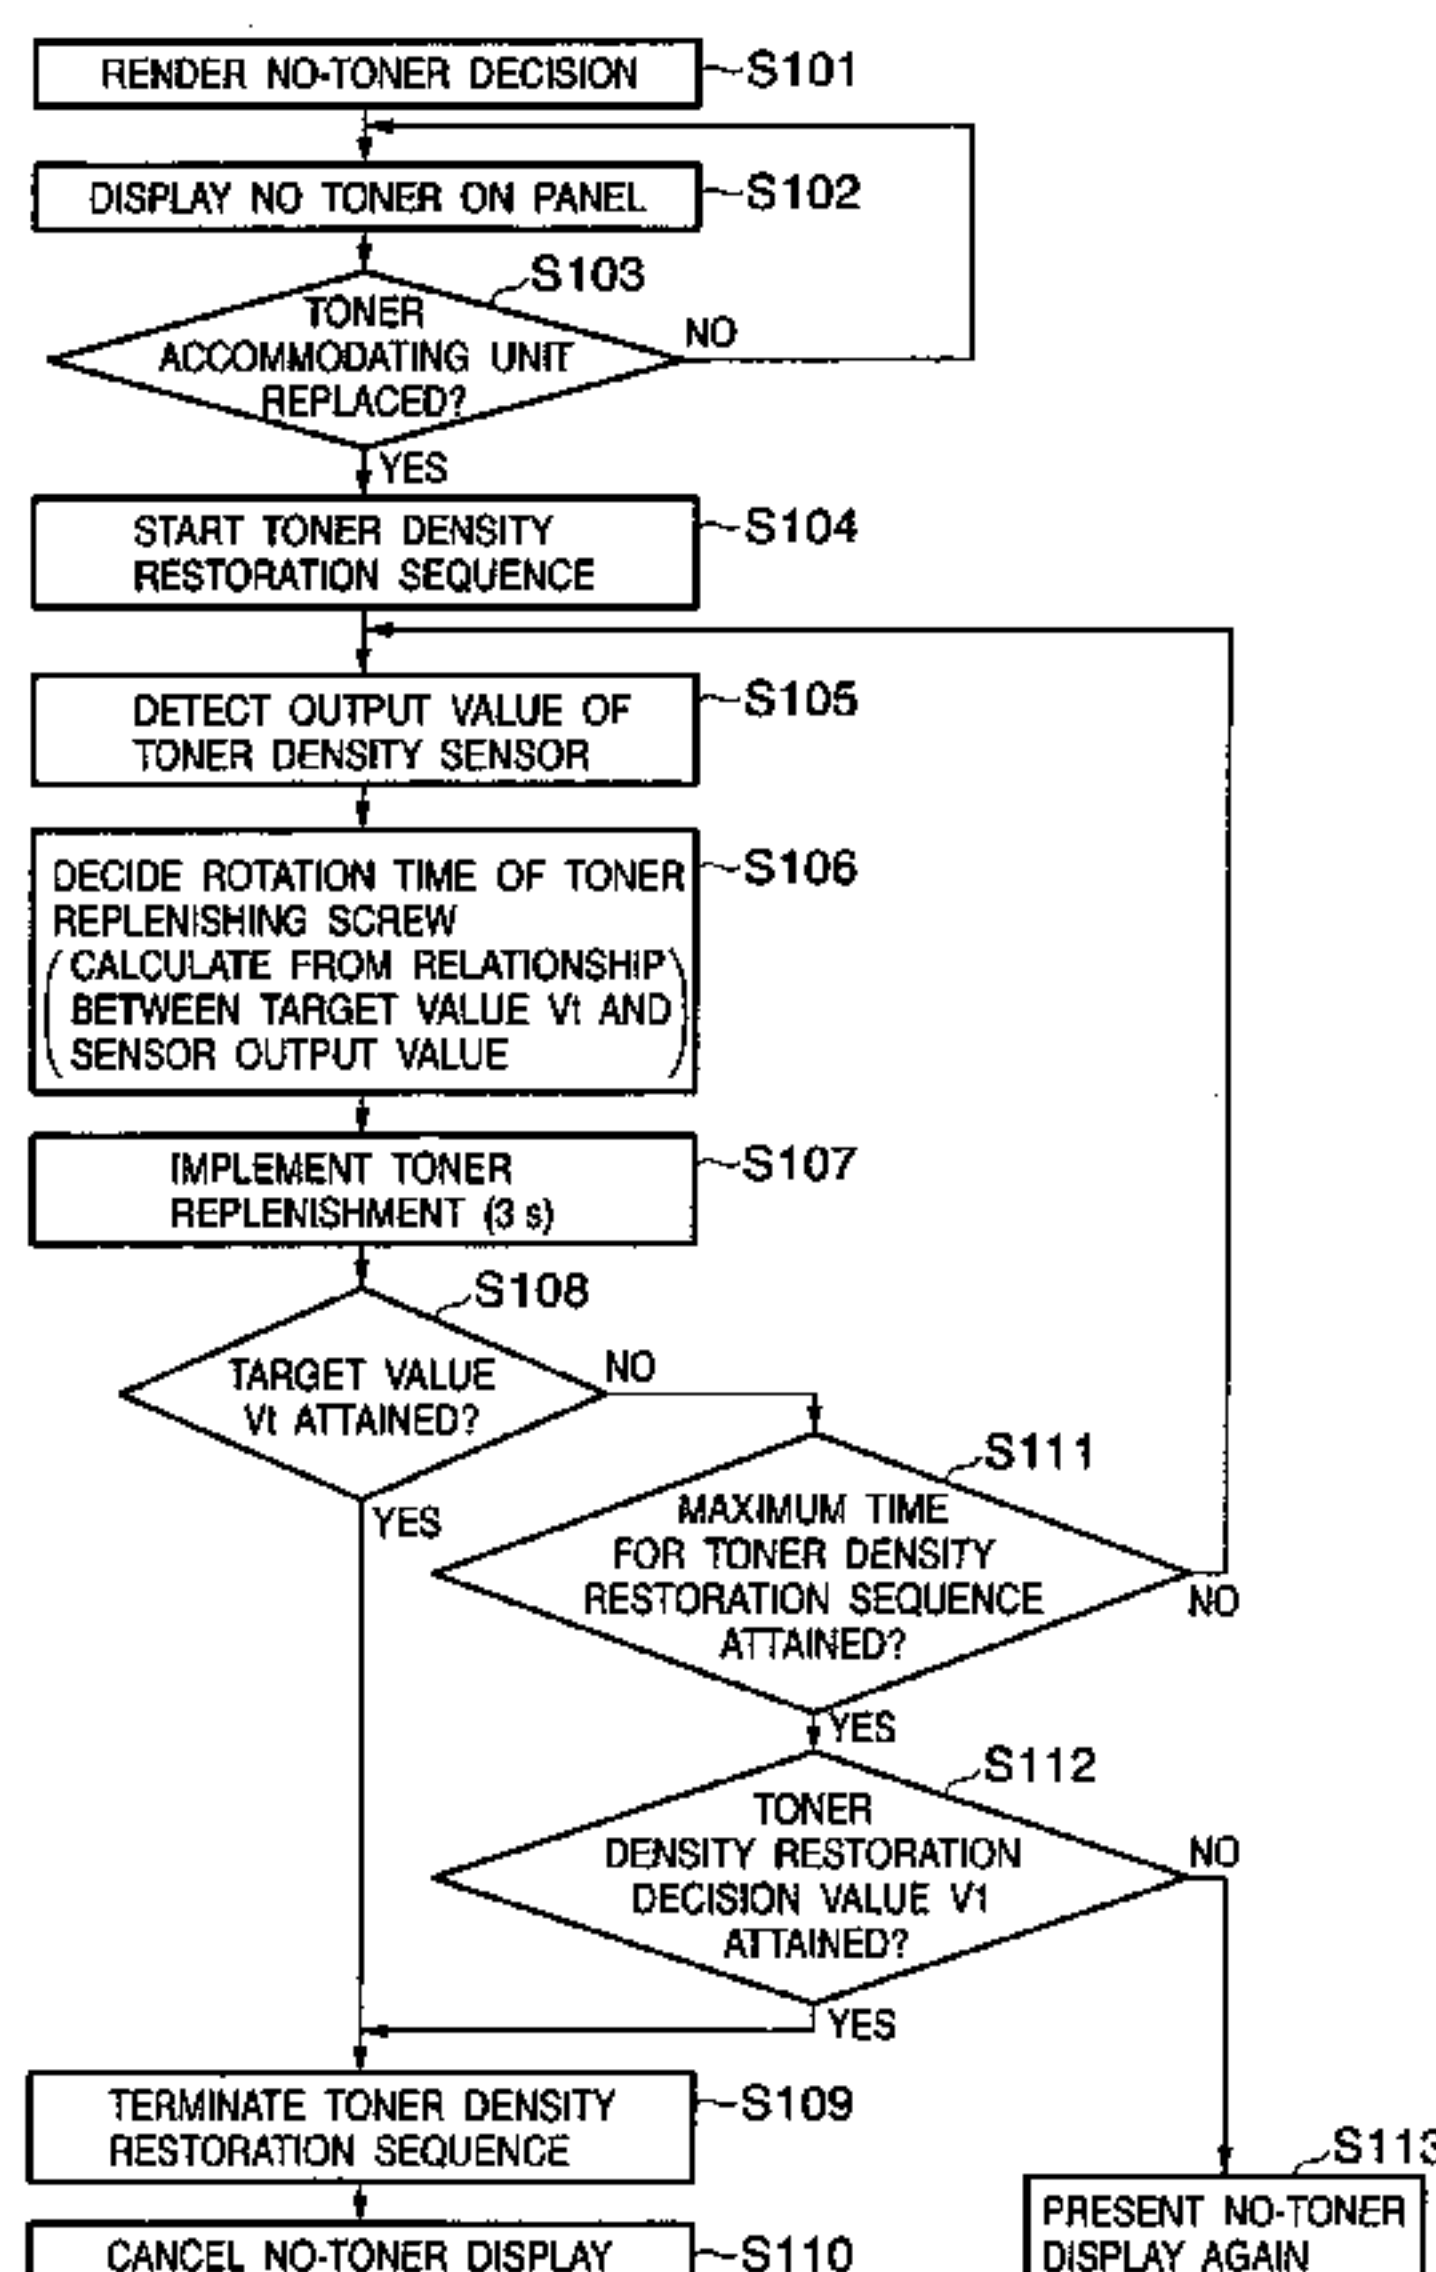 RENDER NO-TONER DECISION
S101
DISPLAY NO TONER ON PANEL
S102
S103
TONER
ACCOMMODATING UNIT
REPLACED?
NO
YES
START TONER DENSITY
RESTORATION SEQUENCE
S104
DETECT OUTPUT VALUE OF
TONER DENSITY SENSOR
S105
DECIDE ROTATION TIME OF TONER
REPLENISHING SCREW
(CALCULATE FROM RELATIONSHIP
BETWEEN TARGET VALUE Vt AND
SENSOR OUTPUT VALUE)
S106
IMPLEMENT TONER
REPLENISHMENT (3 s)
S107
S108
TARGET VALUE
Vt ATTAINED?
NO
YES
S111
MAXIMUM TIME
FOR TONER DENSITY
RESTORATION SEQUENCE
ATTAINED?
NO
YES
S112
TONER
DENSITY RESTORATION
DECISION VALUE V1
ATTAINED?
NO
YES
TERMINATE TONER DENSITY
RESTORATION SEQUENCE
S109
CANCEL NO-TONER DISPLAY
S110
S113
PRESENT NO-TONER
DISPLAY AGAIN